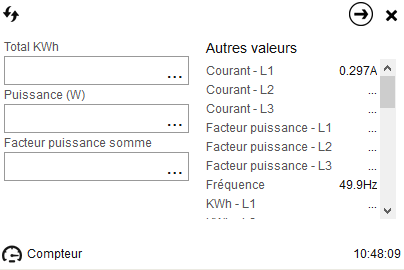 Total KWh
...
Puissance (W)
...
Facteur puissance somme
...
Autres valeurs
Courant - L1 0.297A
Courant - L2 ...
Courant - L3 ...
Facteur puissance - L1 ...
Facteur puissance - L2 ...
Facteur puissance - L3 ...
Fréquence 49.9Hz
KWh - L1 ...
Compteur 10:48:09